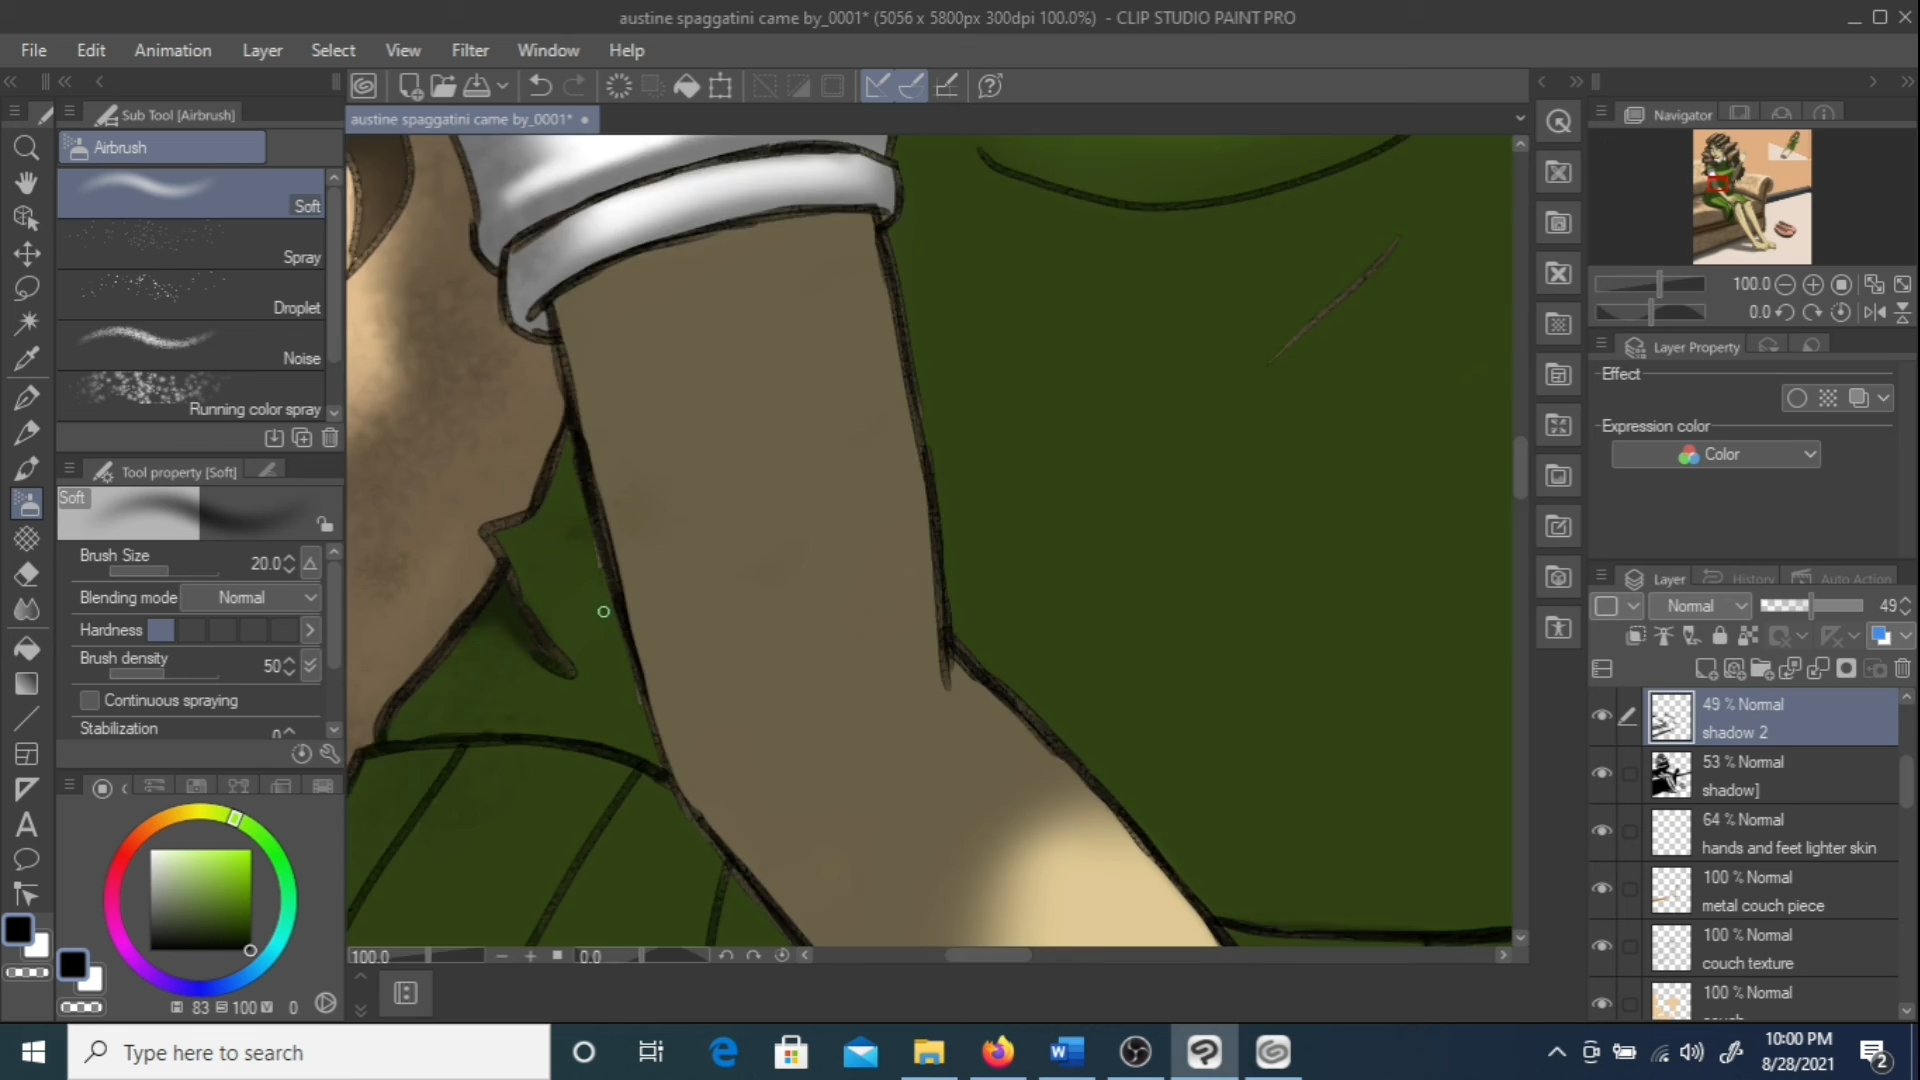 austine spaggatini came by_0001* (5056 x 5800px 300dpi 100.0%) - CLIP STUDIO PAINT PRO
File Edit Animation Layer Select View Filter Window Help
Sub Tool [Airbrush]
austine spaggatini came by_0001*
Navigator
Airbrush
Soft
Spray
Droplet
Noise
Running color spray
100.0
0.0
Layer Property
Effect
Expression color
Color
Tool property [Soft]
Soft
Brush Size 20.0
Blending mode Normal
Hardness
Brush density 50
Continuous spraying
Stabilization
Layer History Auto Action
Normal 49
49 % Normal
shadow 2
53 % Normal
shadow]
64 % Normal
hands and feet lighter skin
100 % Normal
metal couch piece
100 % Normal
couch texture
100 % Normal
83 100 0
100.0 0.0
Type here to search
10:00 PM
8/28/2021
2